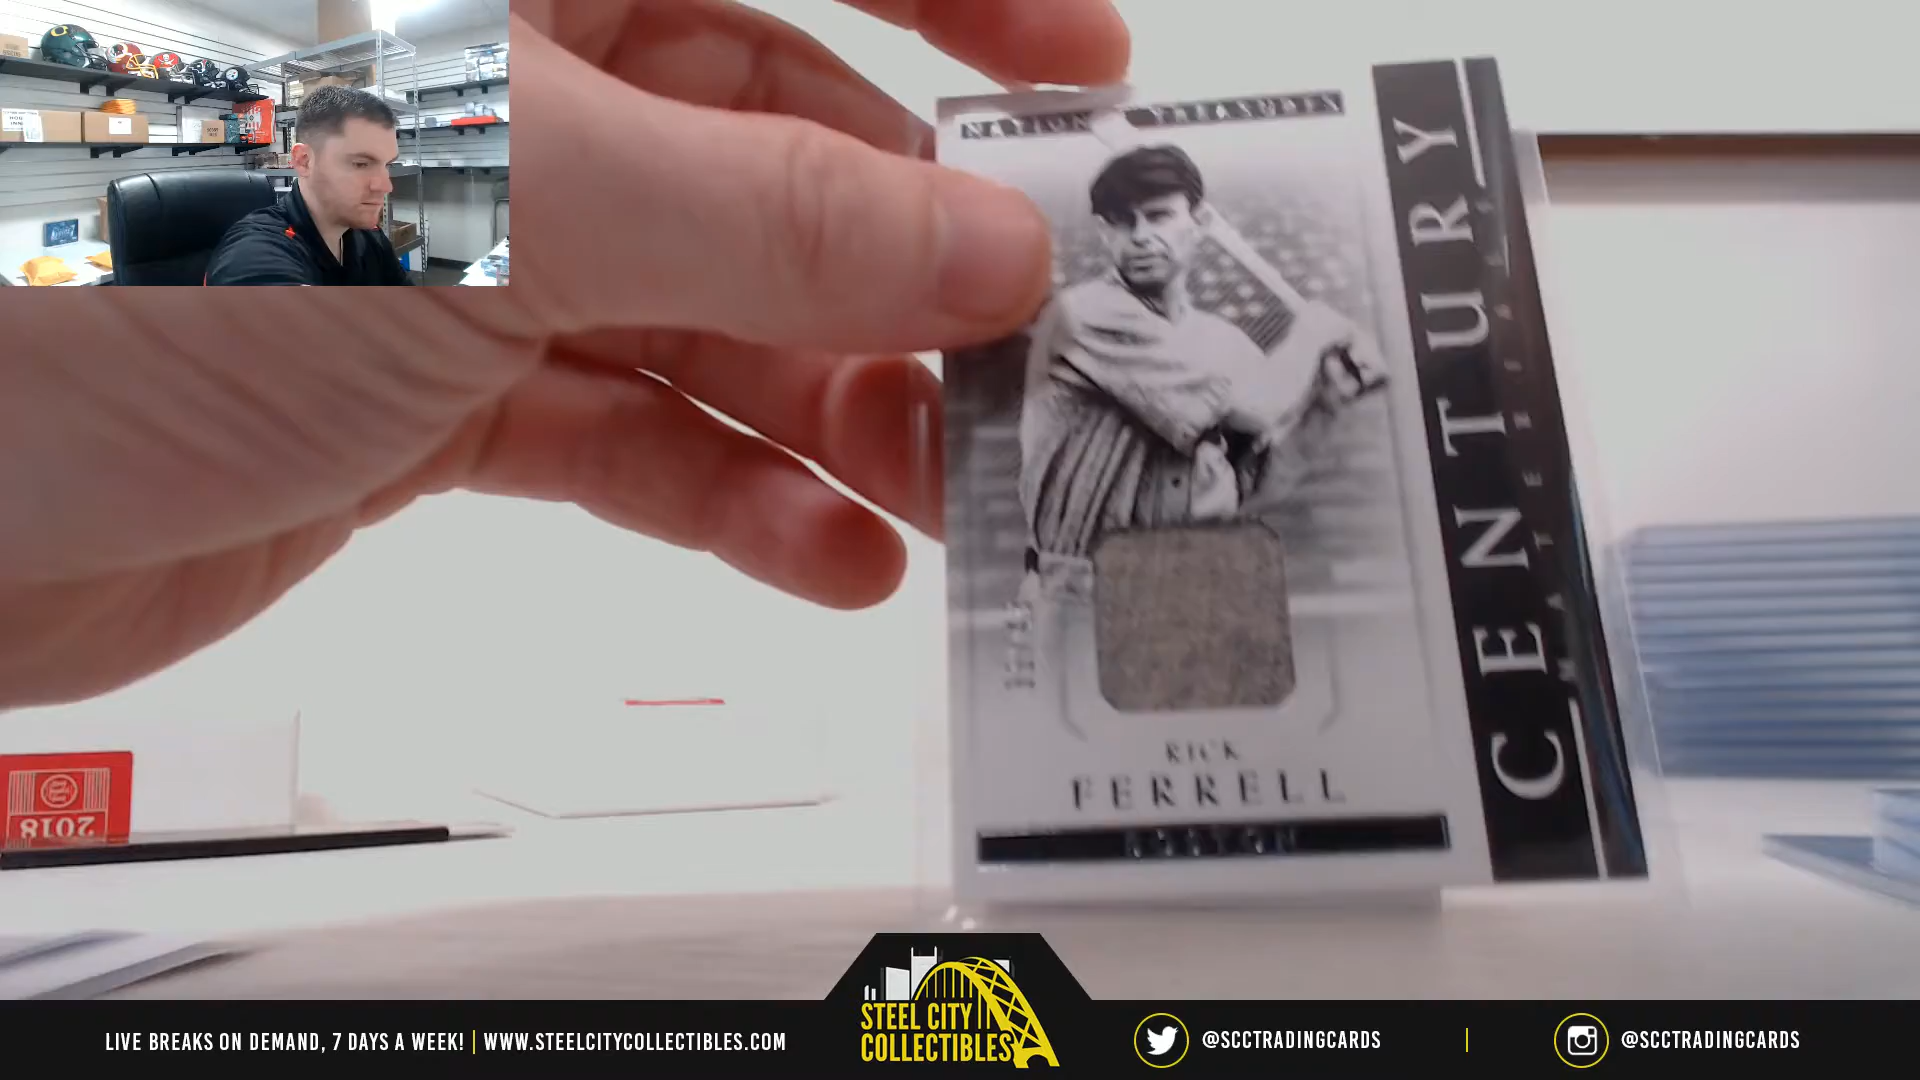 NATIONAL TREASURES
CENTURY
MATERIALS
RICK
FERRELL
BOSTON
2018
LIVE BREAKS ON DEMAND, 7 DAYS A WEEK! | WWW.STEELCITYCOLLECTIBLES.COM
STEEL CITY
COLLECTIBLES
@SCCTRADINGCARDS
@SCCTRADINGCARDS